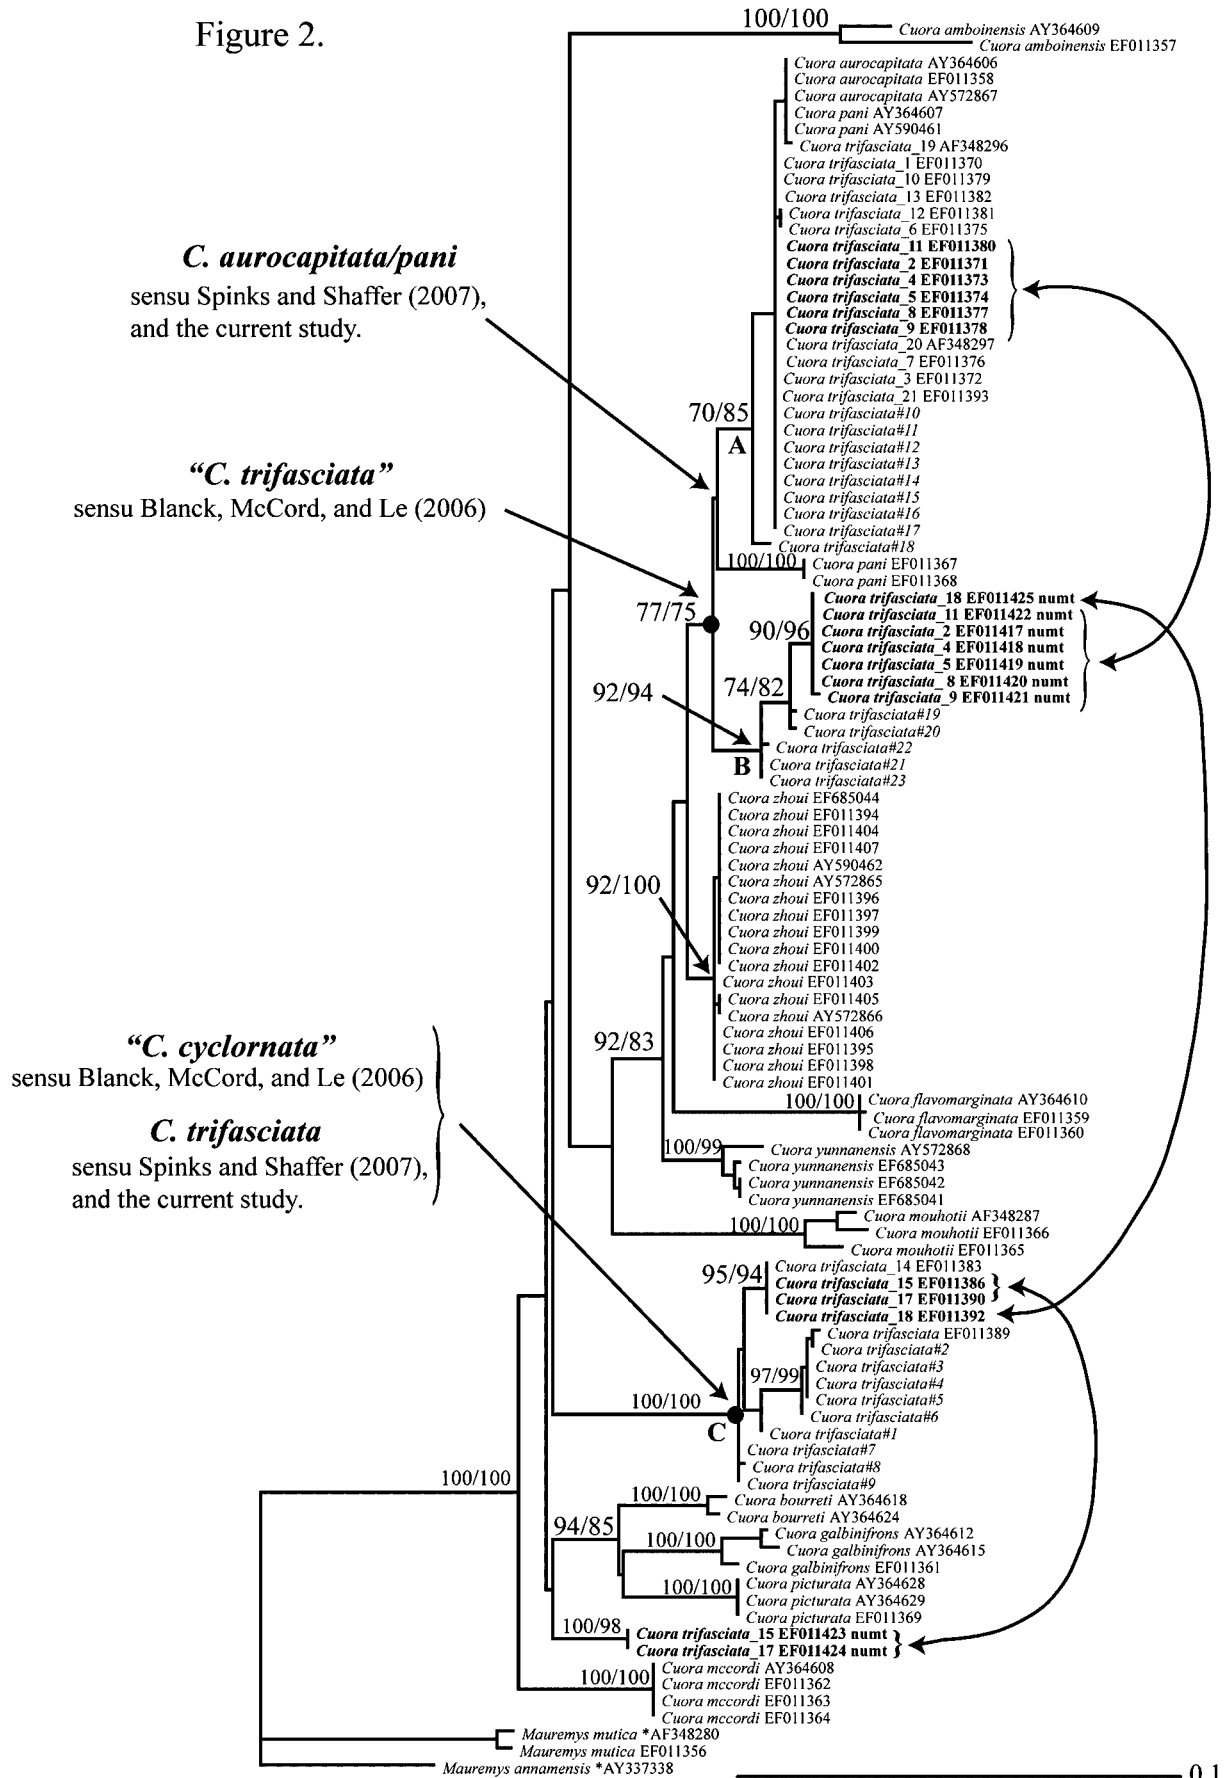 Figure 2.
100/100
Cuora amboinensis AY364609
Cuora amboinensis EF011357
Cuora aurocapitata AY364606
Cuora aurocapitata EF011358
Cuora aurocapitata AY572867
Cuora pani AY364607
Cuora pani AY590461
Cuora trifasciata_19 AF348296
Cuora trifasciata_1 EF011370
Cuora trifasciata_10 EF011379
Cuora trifasciata_13 EF011382
Cuora trifasciata_12 EF011381
Cuora trifasciata_6 EF011375
Cuora trifasciata_11 EF011380
Cuora trifasciata_2 EF011371
Cuora trifasciata_4 EF011373
Cuora trifasciata_5 EF011374
Cuora trifasciata_8 EF011377
Cuora trifasciata_9 EF011378
Cuora trifasciata_20 AF348297
Cuora trifasciata_7 EF011376
Cuora trifasciata_3 EF011372
Cuora trifasciata_21 EF011393
Cuora trifasciata#10
Cuora trifasciata#11
Cuora trifasciata#12
Cuora trifasciata#13
Cuora trifasciata#14
Cuora trifasciata#15
Cuora trifasciata#16
Cuora trifasciata#17
Cuora trifasciata#18
C. aurocapitata/pani
sensu Spinks and Shaffer (2007),
and the current study.
70/85
A
"C. trifasciata"
sensu Blanck, McCord, and Le (2006)
100/100
Cuora pani EF011367
Cuora pani EF011368
77/75
90/96
Cuora trifasciata_18 EF011425 numt
Cuora trifasciata_11 EF011422 numt
Cuora trifasciata_2 EF011417 numt
Cuora trifasciata_4 EF011418 numt
Cuora trifasciata_5 EF011419 numt
Cuora trifasciata_8 EF011420 numt
Cuora trifasciata_9 EF011421 numt
74/82
92/94
B
Cuora trifasciata#19
Cuora trifasciata#20
Cuora trifasciata#22
Cuora trifasciata#21
Cuora trifasciata#23
Cuora zhoui EF685044
Cuora zhoui EF011394
Cuora zhoui EF011404
Cuora zhoui EF011407
Cuora zhoui AY590462
Cuora zhoui AY572865
Cuora zhoui EF011396
Cuora zhoui EF011397
Cuora zhoui EF011399
Cuora zhoui EF011400
Cuora zhoui EF011402
Cuora zhoui EF011403
Cuora zhoui EF011405
Cuora zhoui AY572866
Cuora zhoui EF011406
Cuora zhoui EF011395
Cuora zhoui EF011398
Cuora zhoui EF011401
92/100
92/83
"C. cyclornata"
sensu Blanck, McCord, and Le (2006)
C. trifasciata
sensu Spinks and Shaffer (2007),
and the current study.
100/100
Cuora flavomarginata AY364610
Cuora flavomarginata EF011359
Cuora flavomarginata EF011360
100/99
Cuora yunnanensis AY572868
Cuora yunnanensis EF685043
Cuora yunnanensis EF685042
Cuora yunnanensis EF685041
100/100
Cuora mouhotii AF348287
Cuora mouhotii EF011366
Cuora mouhotii EF011365
95/94
Cuora trifasciata_14 EF011383
Cuora trifasciata_15 EF011386
Cuora trifasciata_17 EF011390
Cuora trifasciata_18 EF011392
Cuora trifasciata EF011389
Cuora trifasciata#2
Cuora trifasciata#3
Cuora trifasciata#4
Cuora trifasciata#5
Cuora trifasciata#6
97/99
100/100
C
Cuora trifasciata#1
Cuora trifasciata#7
Cuora trifasciata#8
Cuora trifasciata#9
100/100
100/100
Cuora bourreti AY364618
Cuora bourreti AY364624
94/85
100/100
Cuora galbinifrons AY364612
Cuora galbinifrons AY364615
Cuora galbinifrons EF011361
100/100
Cuora picturata AY364628
Cuora picturata AY364629
Cuora picturata EF011369
100/98
Cuora trifasciata_15 EF011423 numt
Cuora trifasciata_17 EF011424 numt
100/100
Cuora mccordi AY364608
Cuora mccordi EF011362
Cuora mccordi EF011363
Cuora mccordi EF011364
Mauremys mutica *AF348280
Mauremys mutica EF011356
Mauremys annamensis *AY337338
0.1